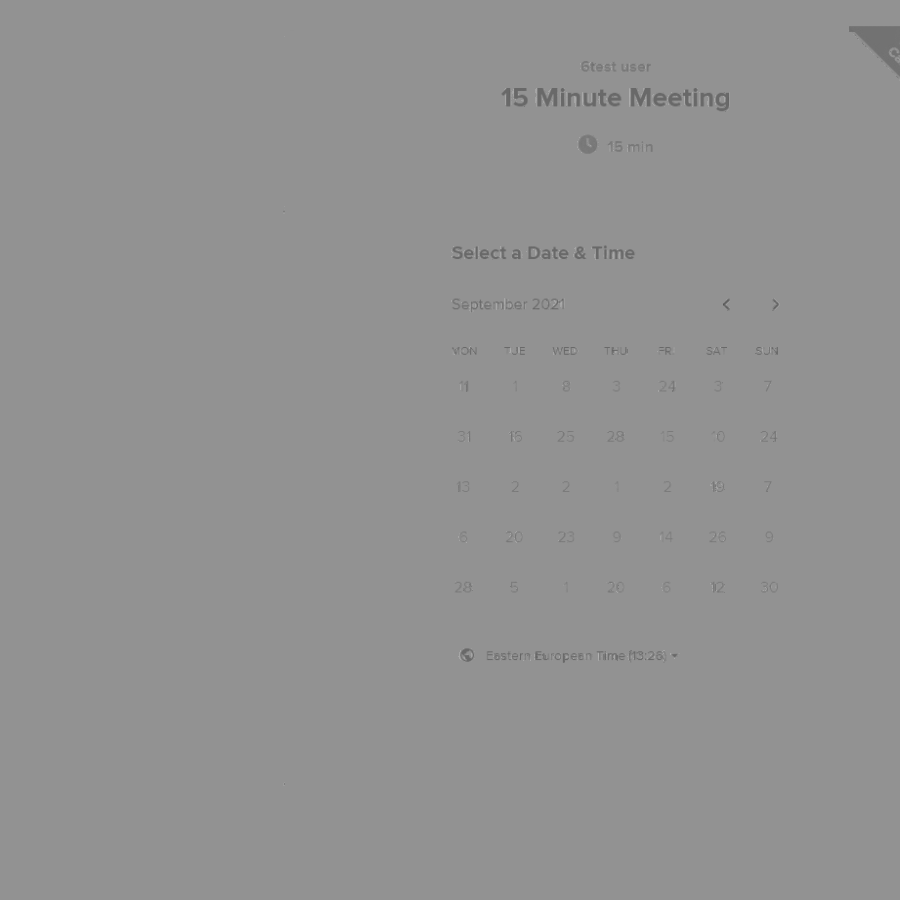 6test user
15 Minute Meeting
15 min
Select a Date & Time
September 2021
MON TUE WED THU FRI SAT SUN
11 1 8 3 24 3 7
31 16 25 28 15 10 24
13 2 2 1 2 19 7
6 20 23 9 14 26 9
28 5 1 20 6 12 30
Eastern European Time (13:26)